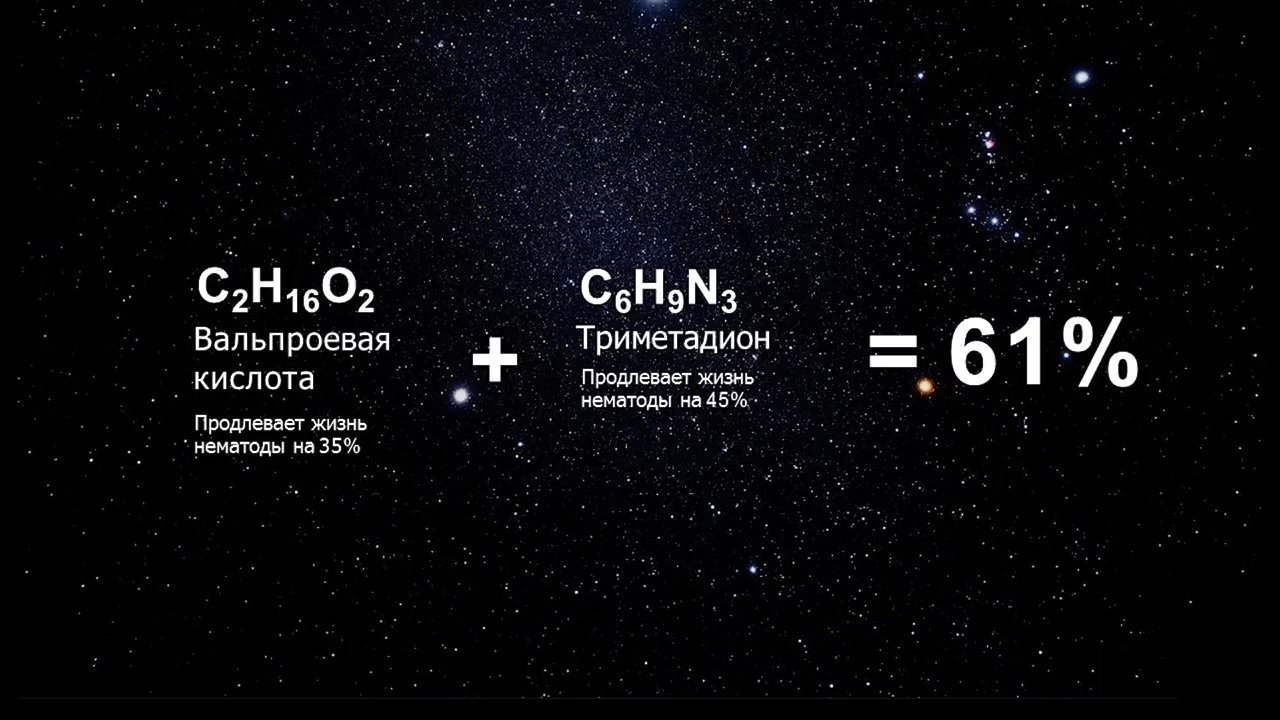 C₂H₁₆O₂
Вальпроевая
кислота
Продлевает жизнь
нематоды на 35%
+
C₆H₉N₃
Триметадион
Продлевает жизнь
нематоды на 45%
= 61%